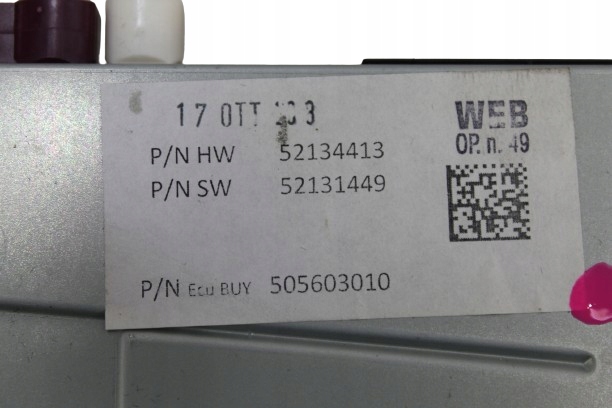 17 OTT
WEB
OP. n. 49
P/N HW 52134413
P/N SW 52131449
P/N Ecu BUY 505603010